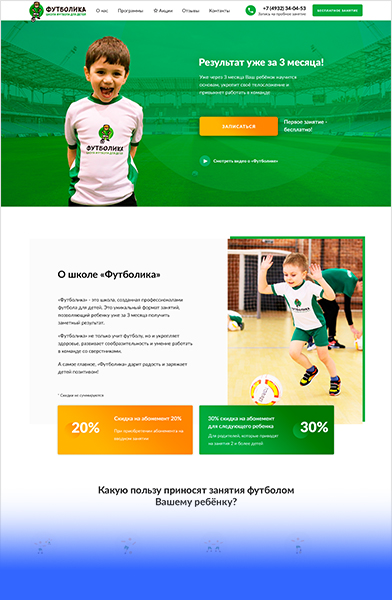 ФУТБОЛИКА
ШКОЛА ФУТБОЛА ДЛЯ ДЕТЕЙ
О нас
Программы
О Акции
Отзывы
Контакты
+7 (4932) 34-04-53
Запись на пробное занятие
БЕСПЛАТНОЕ ЗАНЯТИЕ
Результат уже за 3 месяца!
Уже через 3 месяца Ваш ребёнок научится
основам, укрепит своё телосложение и
привыкнет работать в команде
ЗАПИСАТЬСЯ
Первое занятие -
бесплатно!
Смотреть видео о «Футболике»
ФУТБОЛИКА
ШКОЛА ФУТБОЛА ДЛЯ ДЕТЕЙ
О школе «Футболика»
«Футболика» - это школа, созданная профессионалами
футбола для детей. Это уникальный формат занятий,
позволяющий ребенку уже за 3 месяца получить
заметный результат.
«Футболика» не только учит футболу, но и укрепляет
здоровье, развивает сообразительность и умение работать
в команде со сверстниками.
А самое главное, «Футболика» дарит радость и заряжает
детей позитивом!
* Скидки не суммируются
20%
Скидка на абонемент 20%
При приобретении абонемента на
вводном занятии
30% скидка на абонемент
для следующего ребенка
Для родителей, которые приводят
на занятия 2 и более детей
30%
Какую пользу приносят занятия футболом
Вашему ребёнку?